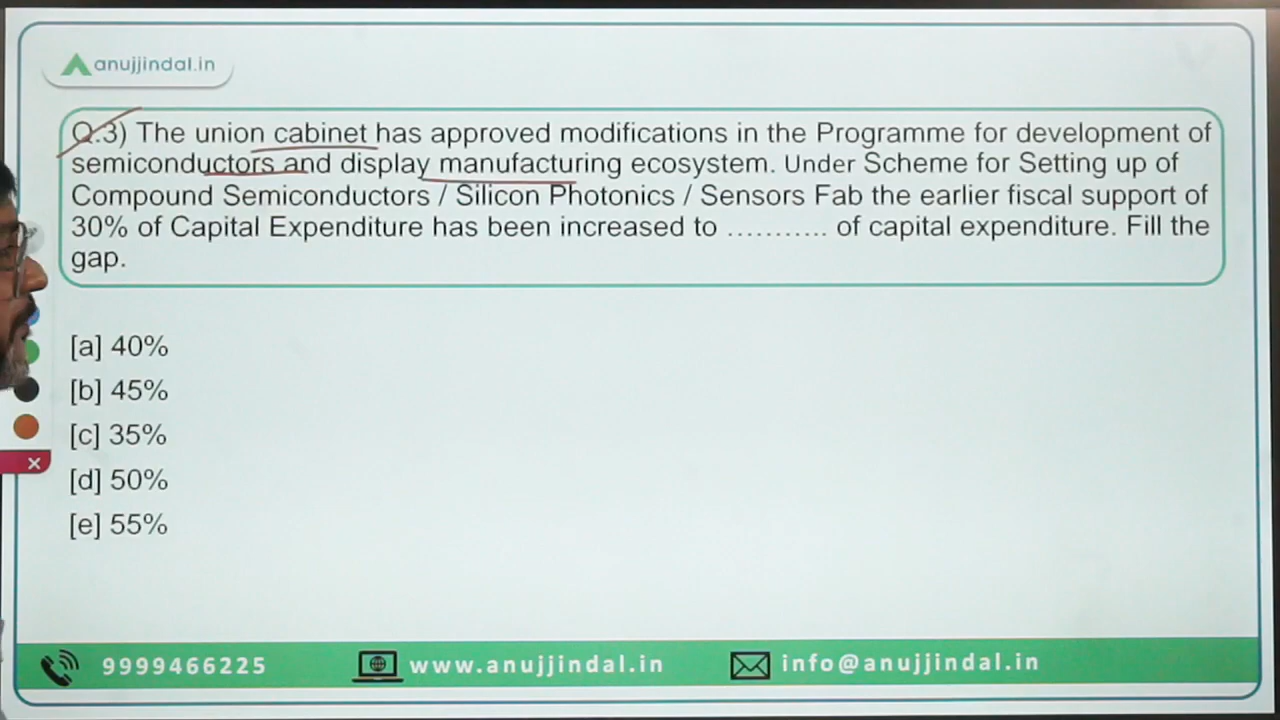 anujjindal.in
Q.3) The union cabinet has approved modifications in the Programme for development of
semiconductors and display manufacturing ecosystem. Under Scheme for Setting up of
Compound Semiconductors / Silicon Photonics / Sensors Fab the earlier fiscal support of
30% of Capital Expenditure has been increased to ........... of capital expenditure. Fill the
gap.
[a] 40%
[b] 45%
[c] 35%
[d] 50%
[e] 55%
9999466225 www.anujjindal.in info@anujjindal.in